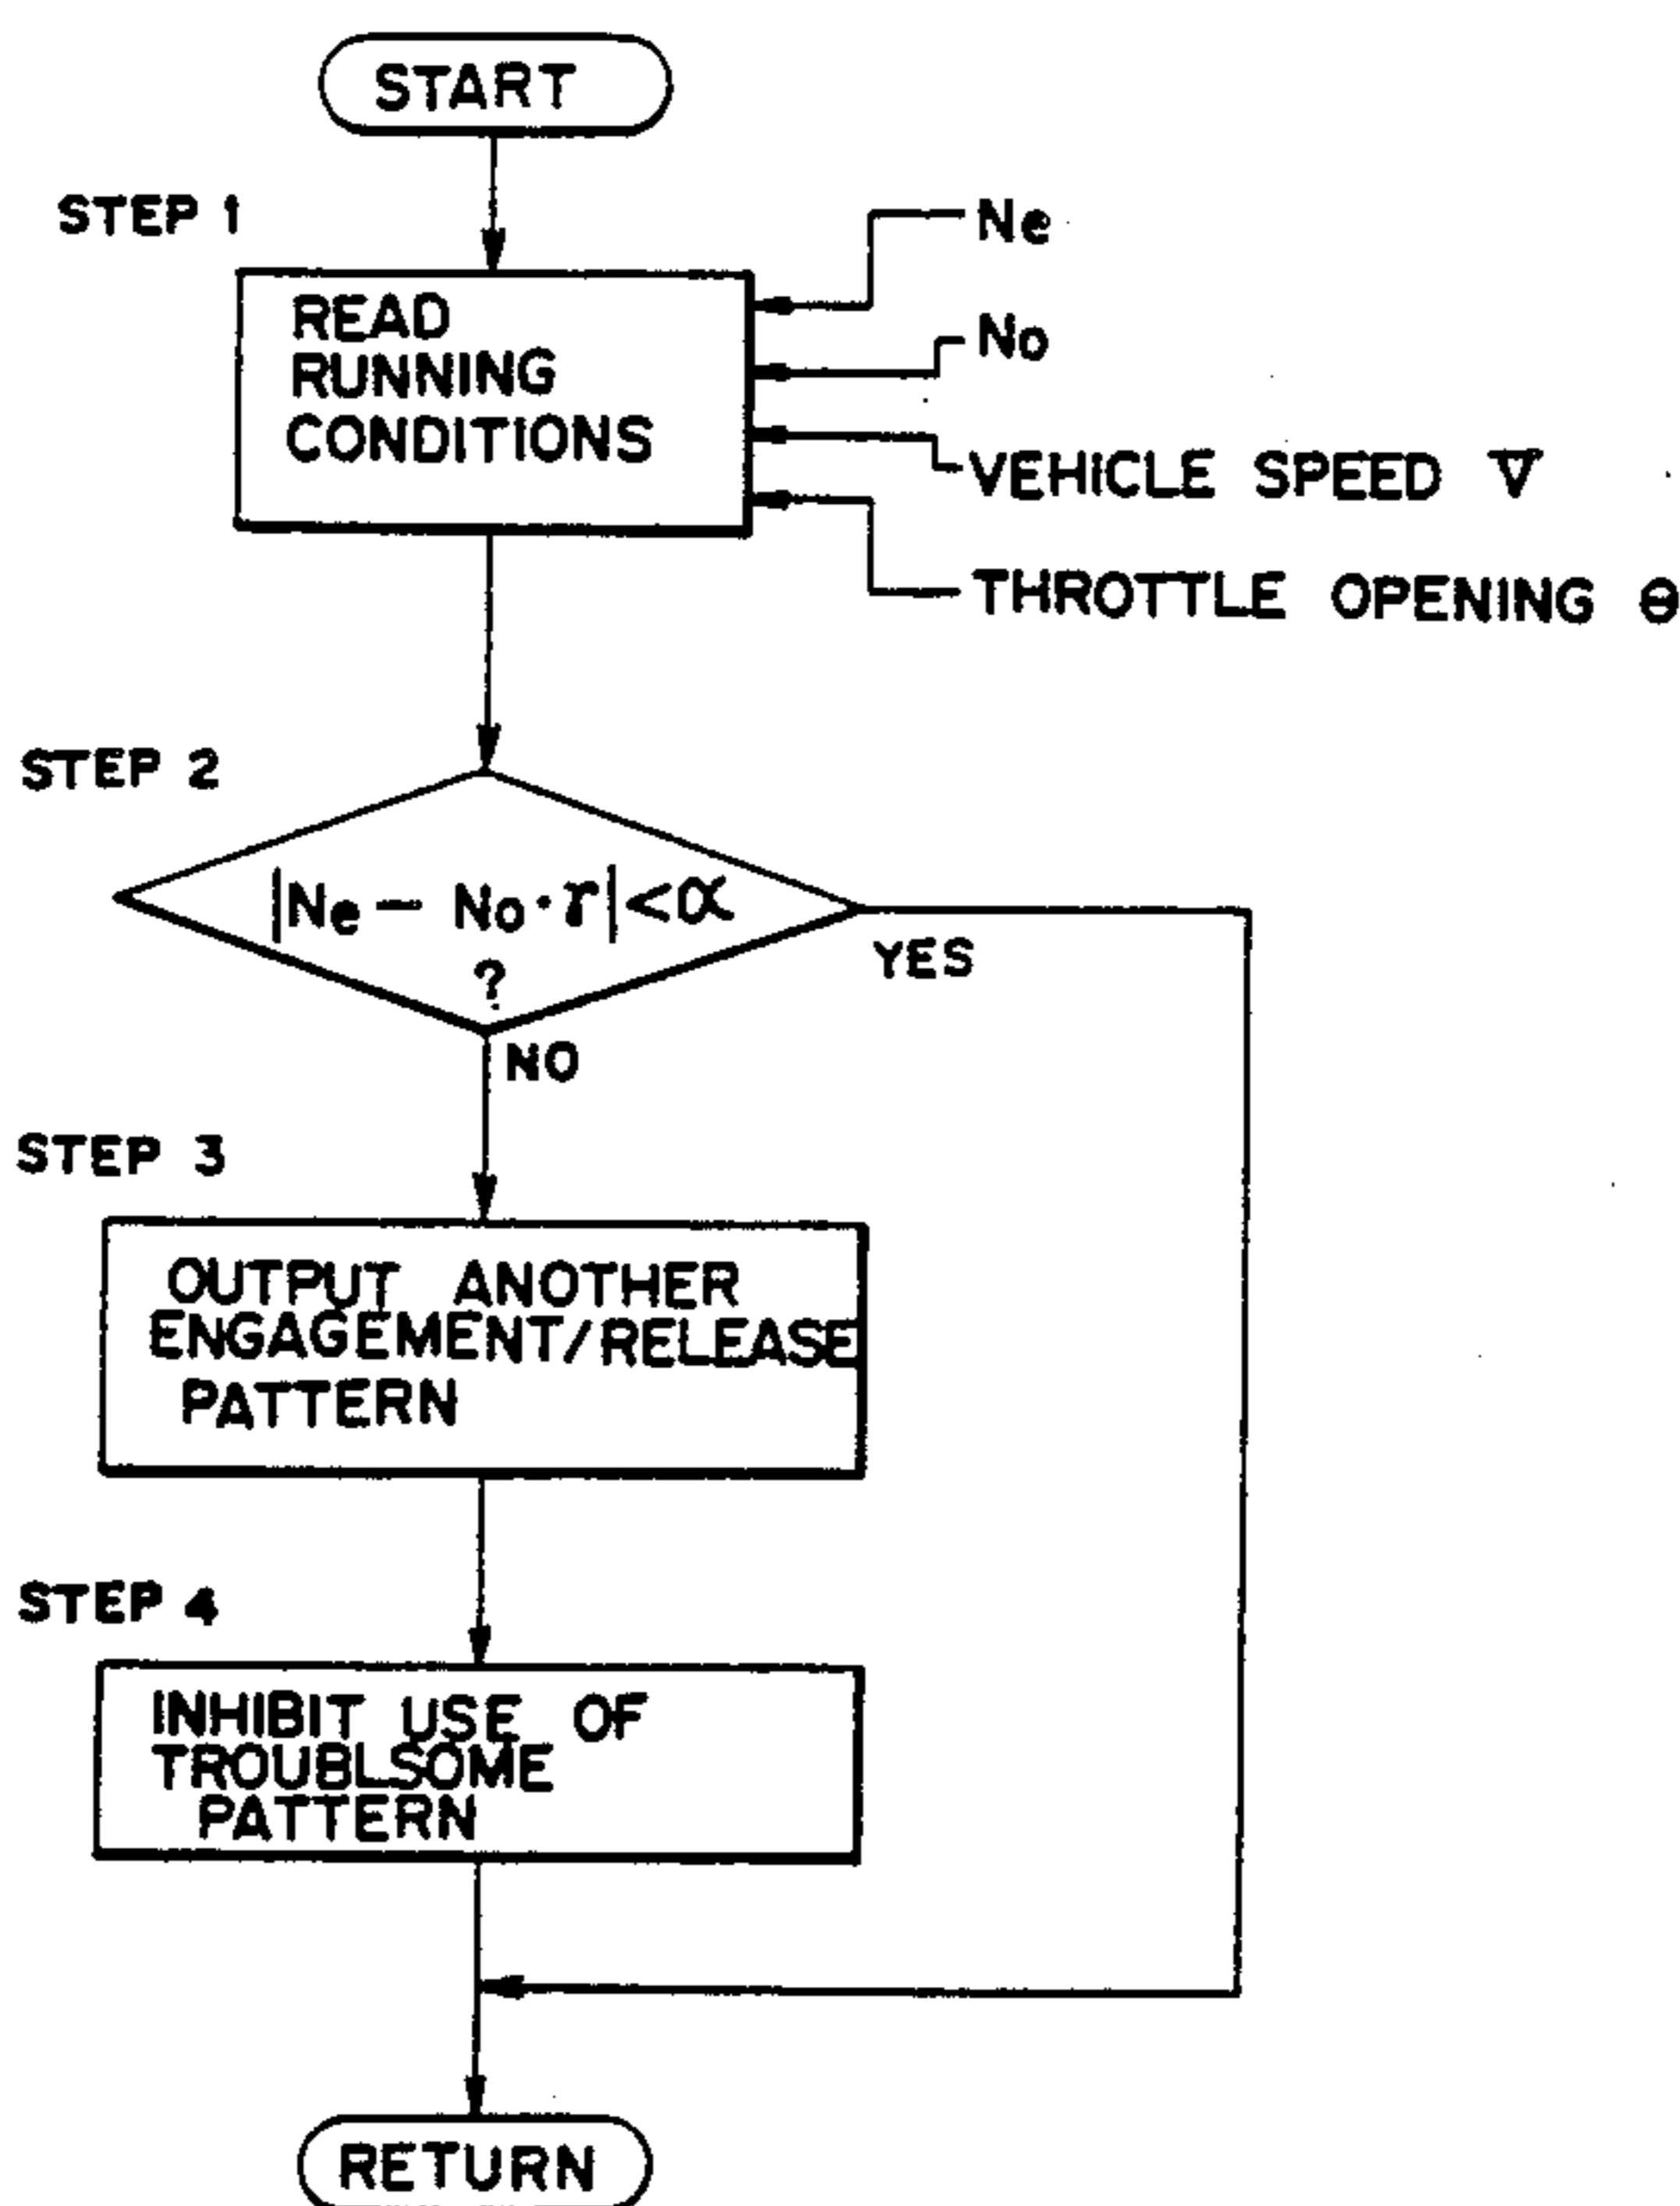 START
STEP 1
Ne
READ
RUNNING
CONDITIONS
No
VEHICLE SPEED V
THROTTLE OPENING θ
STEP 2
|Ne − No·r|<α
?
YES
NO
STEP 3
OUTPUT ANOTHER
ENGAGEMENT/RELEASE
PATTERN
STEP 4
INHIBIT USE OF
TROUBLSOME
PATTERN
RETURN